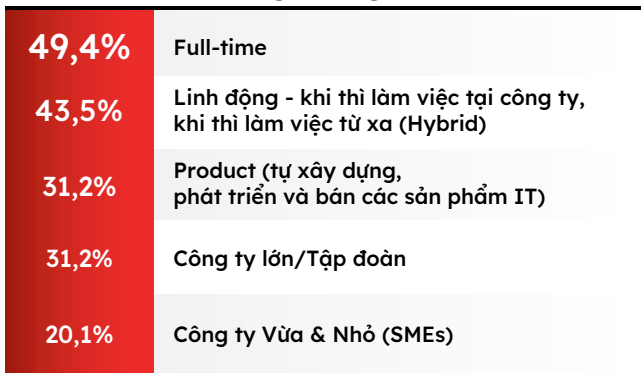 49,4% Full-time
43,5% Linh động - khi thì làm việc tại công ty,
khi thì làm việc từ xa (Hybrid)
31,2% Product (tự xây dựng,
phát triển và bán các sản phẩm IT)
31,2% Công ty lớn/Tập đoàn
20,1% Công ty Vừa & Nhỏ (SMEs)